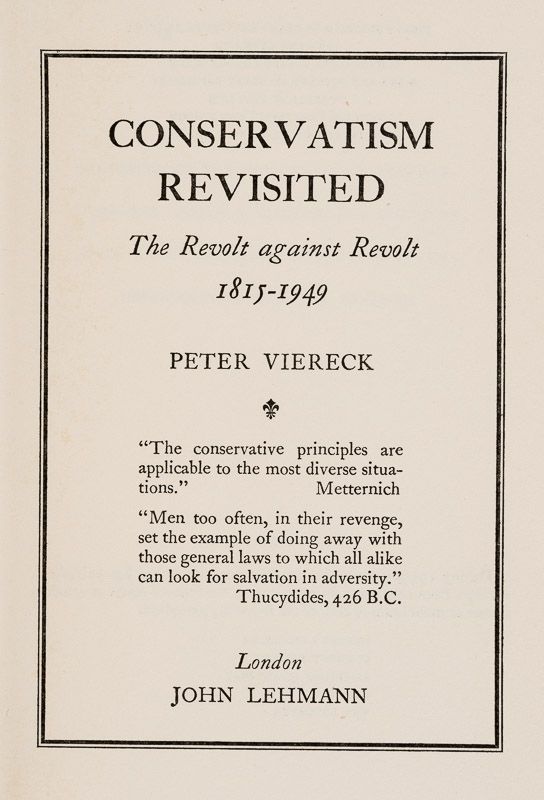 CONSERVATISM
REVISITED
The Revolt against Revolt
1815-1949
PETER VIERECK
“The conservative principles are
applicable to the most diverse situa-
tions.” Metternich
“Men too often, in their revenge,
set the example of doing away with
those general laws to which all alike
can look for salvation in adversity.”
Thucydides, 426 B.C.
London
JOHN LEHMANN